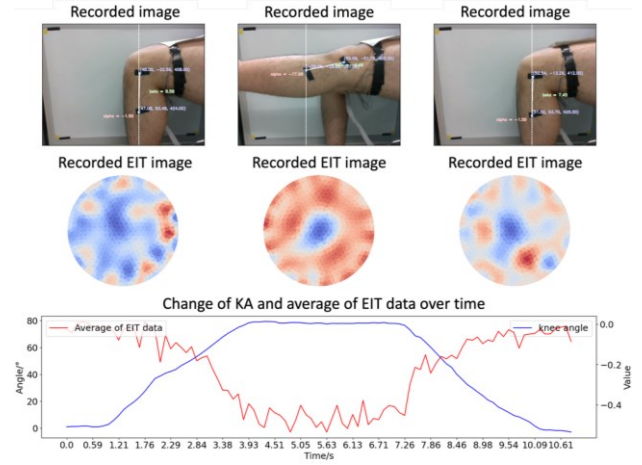 Recorded image Recorded image Recorded image
alpha = -1.00
Recorded EIT image Recorded EIT image Recorded EIT image
Change of KA and average of EIT data over time
Average of EIT data
knee angle
Angle/°
80
60
40
20
0
Value
0.0
−0.2
−0.4
0.0 0.59 1.21 1.76 2.29 2.84 3.38 3.93 4.51 5.05 5.63 6.13 6.71 7.26 7.86 8.46 8.98 9.54 10.09 10.61
Time/s